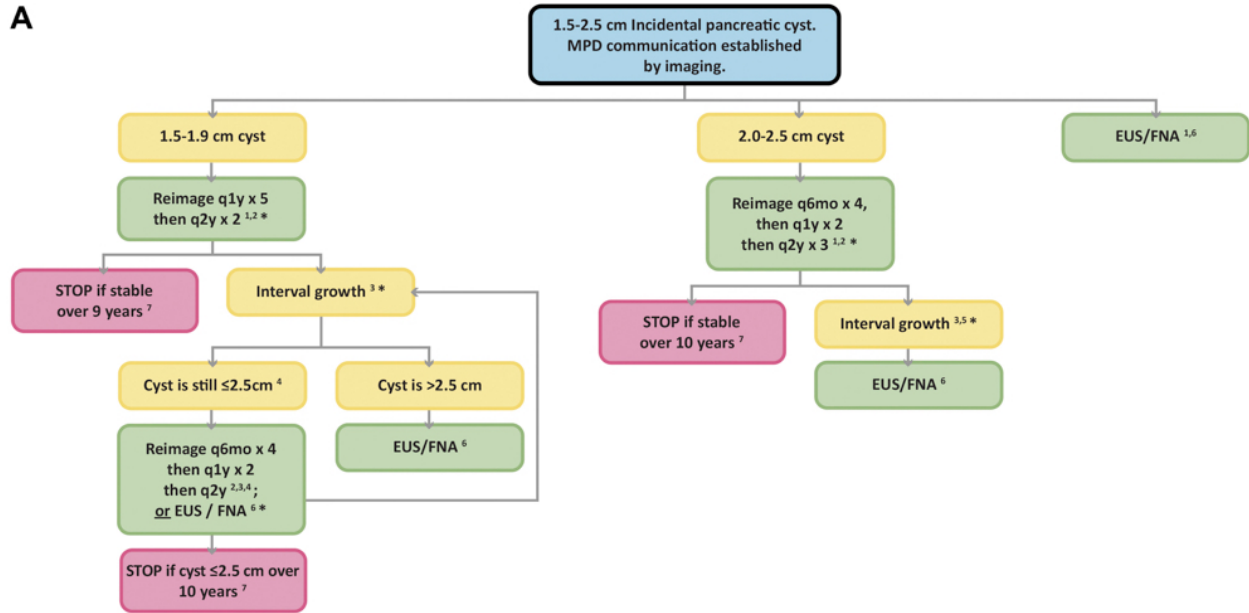 A
1.5-2.5 cm Incidental pancreatic cyst.
MPD communication established
by imaging.
1.5-1.9 cm cyst
2.0-2.5 cm cyst
EUS/FNA 1,6
Reimage q1y x 5
then q2y x 2 1,2 *
Reimage q6mo x 4,
then q1y x 2
then q2y x 3 1,2 *
STOP if stable
over 9 years 7
Interval growth 3 *
STOP if stable
over 10 years 7
Interval growth 3,5 *
Cyst is still ≤2.5cm 4
Cyst is >2.5 cm
EUS/FNA 6
Reimage q6mo x 4
then q1y x 2
then q2y 2,3,4 ;
or EUS / FNA 6 *
EUS/FNA 6
STOP if cyst ≤2.5 cm over
10 years 7